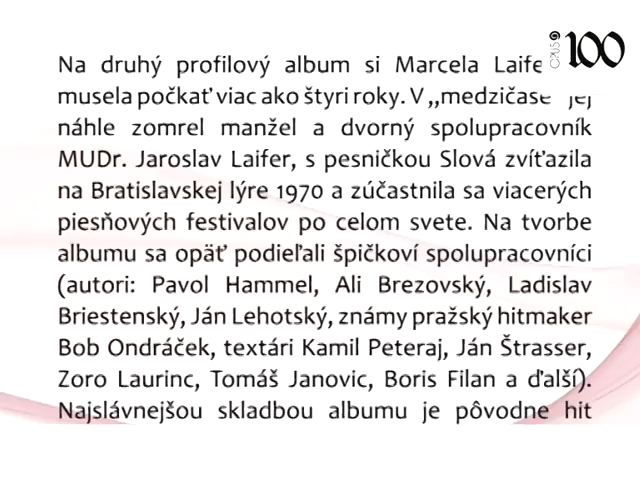 OPUS 100
Na druhý profilový album si Marcela Laife
musela počkať viac ako štyri roky. V „medzičase jej
náhle zomrel manžel a dvorný spolupracovník
MUDr. Jaroslav Laifer, s pesničkou Slová zvíťazila
na Bratislavskej lýre 1970 a zúčastnila sa viacerých
piesňových festivalov po celom svete. Na tvorbe
albumu sa opäť podieľali špičkoví spolupracovníci
(autori: Pavol Hammel, Ali Brezovský, Ladislav
Briestenský, Ján Lehotský, známy pražský hitmaker
Bob Ondráček, textári Kamil Peteraj, Ján Štrasser,
Zoro Laurinc, Tomáš Janovic, Boris Filan a ďalší).
Najslávnejšou skladbou albumu je pôvodne hit